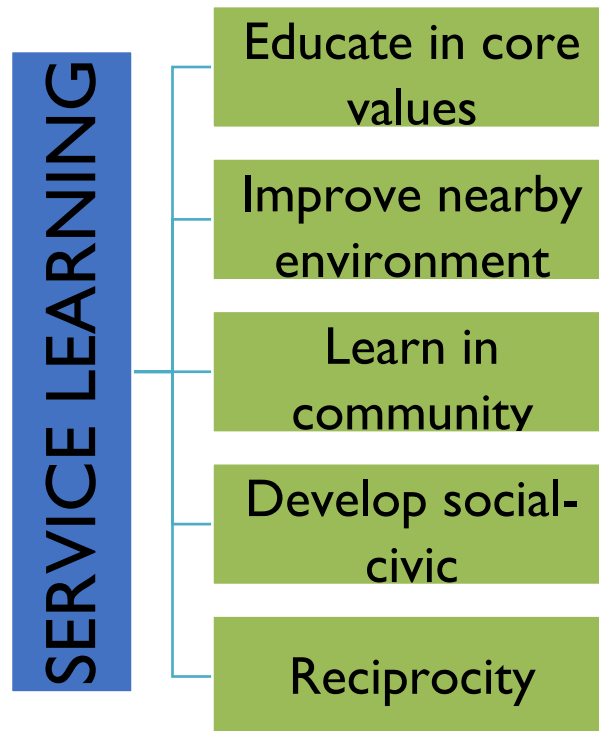 SERVICE LEARNING
Educate in core
values
Improve nearby
environment
Learn in
community
Develop social-
civic
Reciprocity